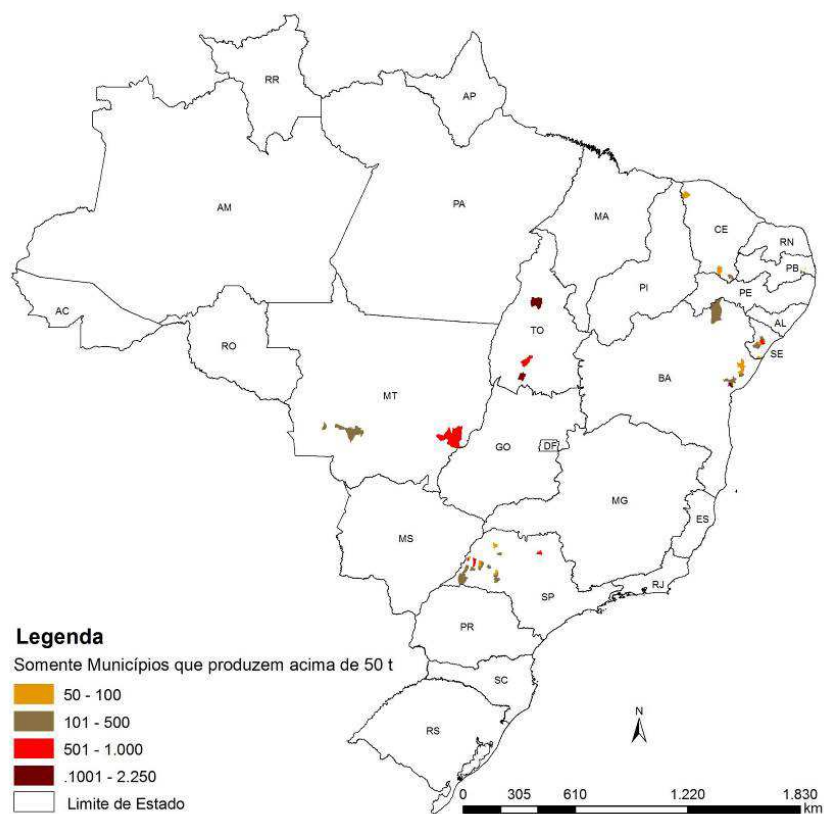 RR
AP
AM
PA
MA
CE
RN
PB
PI
PE
AL
SE
AC
RO
TO
BA
MT
GO
DF
MG
ES
MS
SP
RJ
PR
SC
RS
Legenda
Somente Municípios que produzem acima de 50 t
50 - 100
101 - 500
501 - 1.000
.1001 - 2.250
Limite de Estado
N
0 305 610 1.220 1.830
km